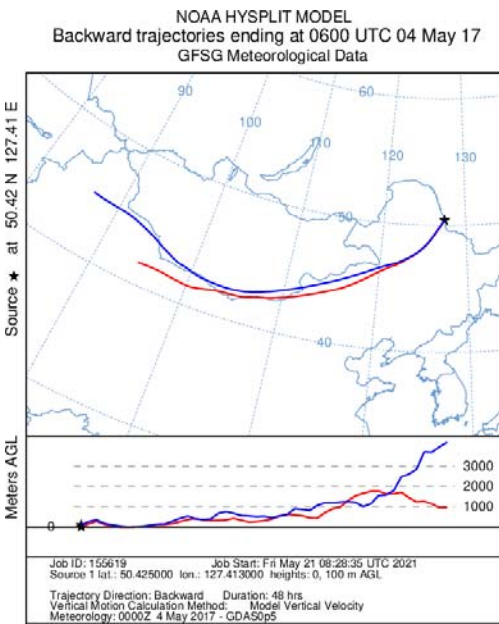 NOAA HYSPLIT MODEL
Backward trajectories ending at 0600 UTC 04 May 17
GFSG Meteorological Data
Source ★ at 50.42 N 127.41 E
90
60
100
110
120
130
50
40
Meters AGL
3000
2000
1000
0
Job ID: 155619 Job Start: Fri May 21 08:28:35 UTC 2021
Source 1 lat.: 50.425000 lon.: 127.413000 heights: 0, 100 m AGL
Trajectory Direction: Backward Duration: 48 hrs
Vertical Motion Calculation Method: Model Vertical Velocity
Meteorology: 0000Z 4 May 2017 - GDAS0p5